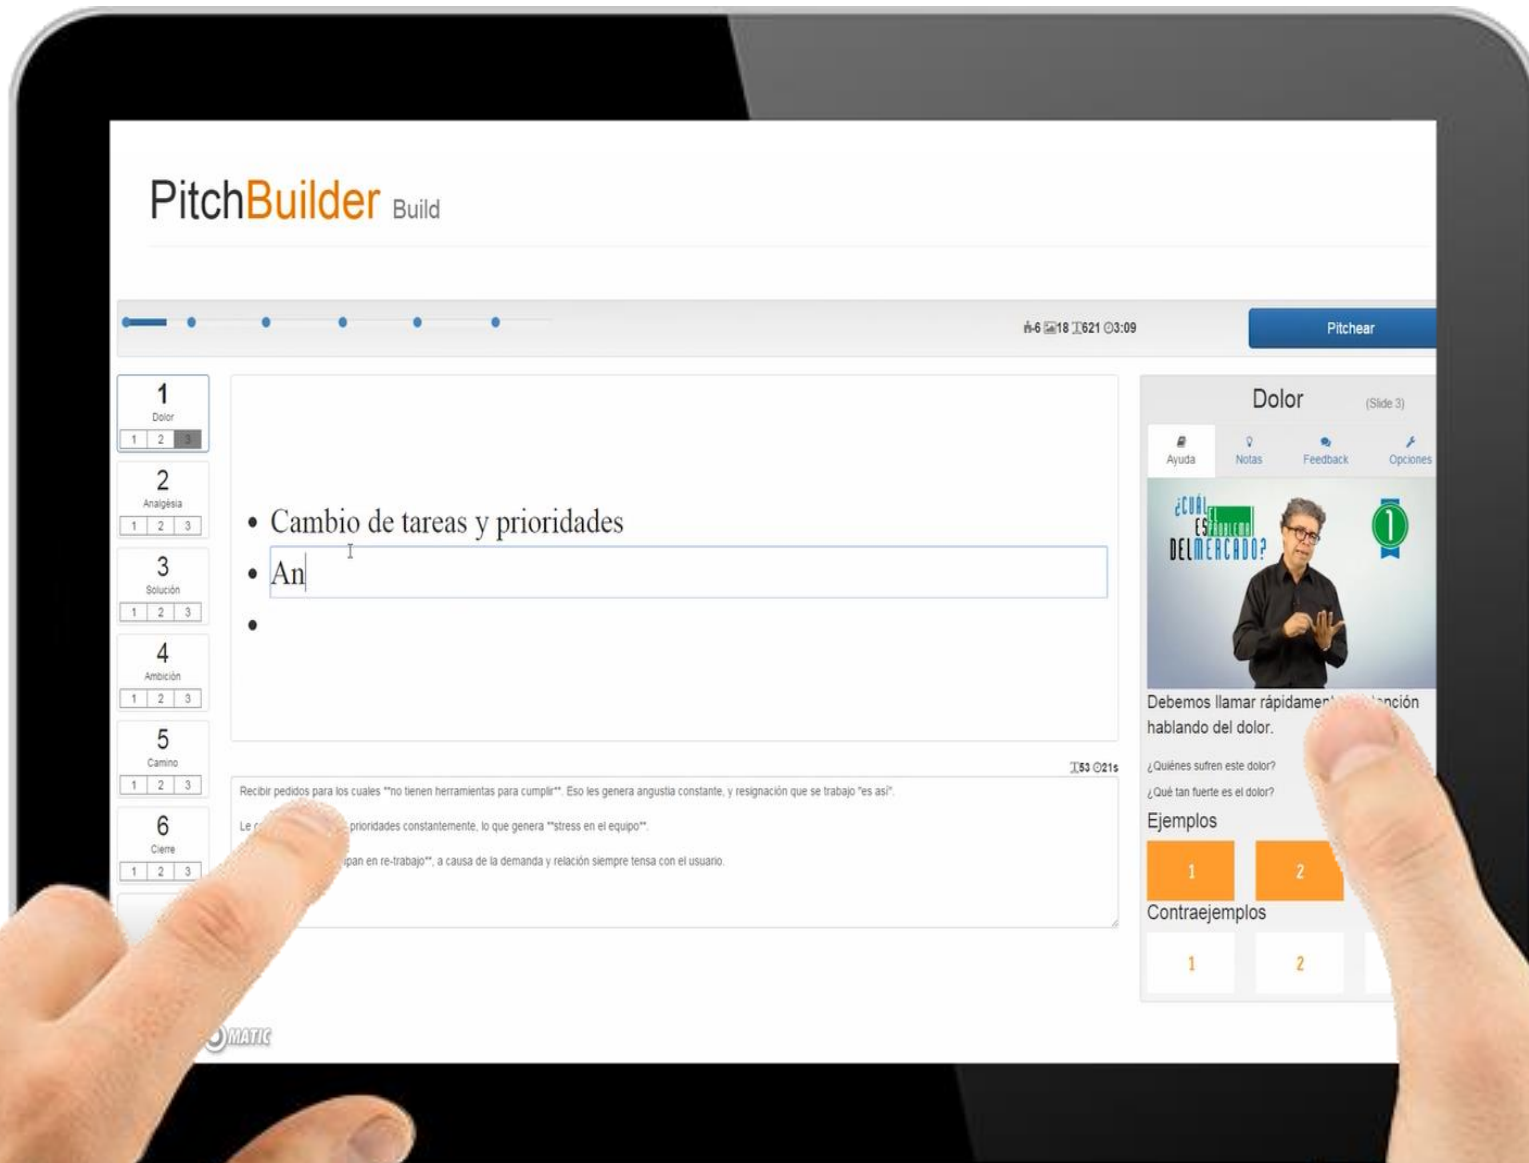 PitchBuilder Build
6 18 621 3:09
Pitchear
1
Dolor
1 2 3
2
Analgésia
1 2 3
3
Solución
1 2 3
4
Ambición
1 2 3
5
Camino
1 2 3
6
Cierre
1 2 3
• Cambio de tareas y prioridades
• An
•
53 21s
Recibir pedidos para los cuales **no tienen herramientas para cumplir**. Eso les genera angustia constante, y resignación que se trabajo "es así".
Le prioridades constantemente, lo que genera **stress en el equipo**.
en re-trabajo**, a causa de la demanda y relación siempre tensa con el usuario.
Dolor (Slide 3)
Ayuda Notas Feedback Opciones
¿CUÁL
ES EL PROBLEMA
DEL MERCADO?
1
Debemos llamar
hablando del dolor.
¿Quiénes sufren este dolor?
¿Qué tan fuerte es el dolor?
Ejemplos
1 2
Contraejemplos
1 2
MATIC